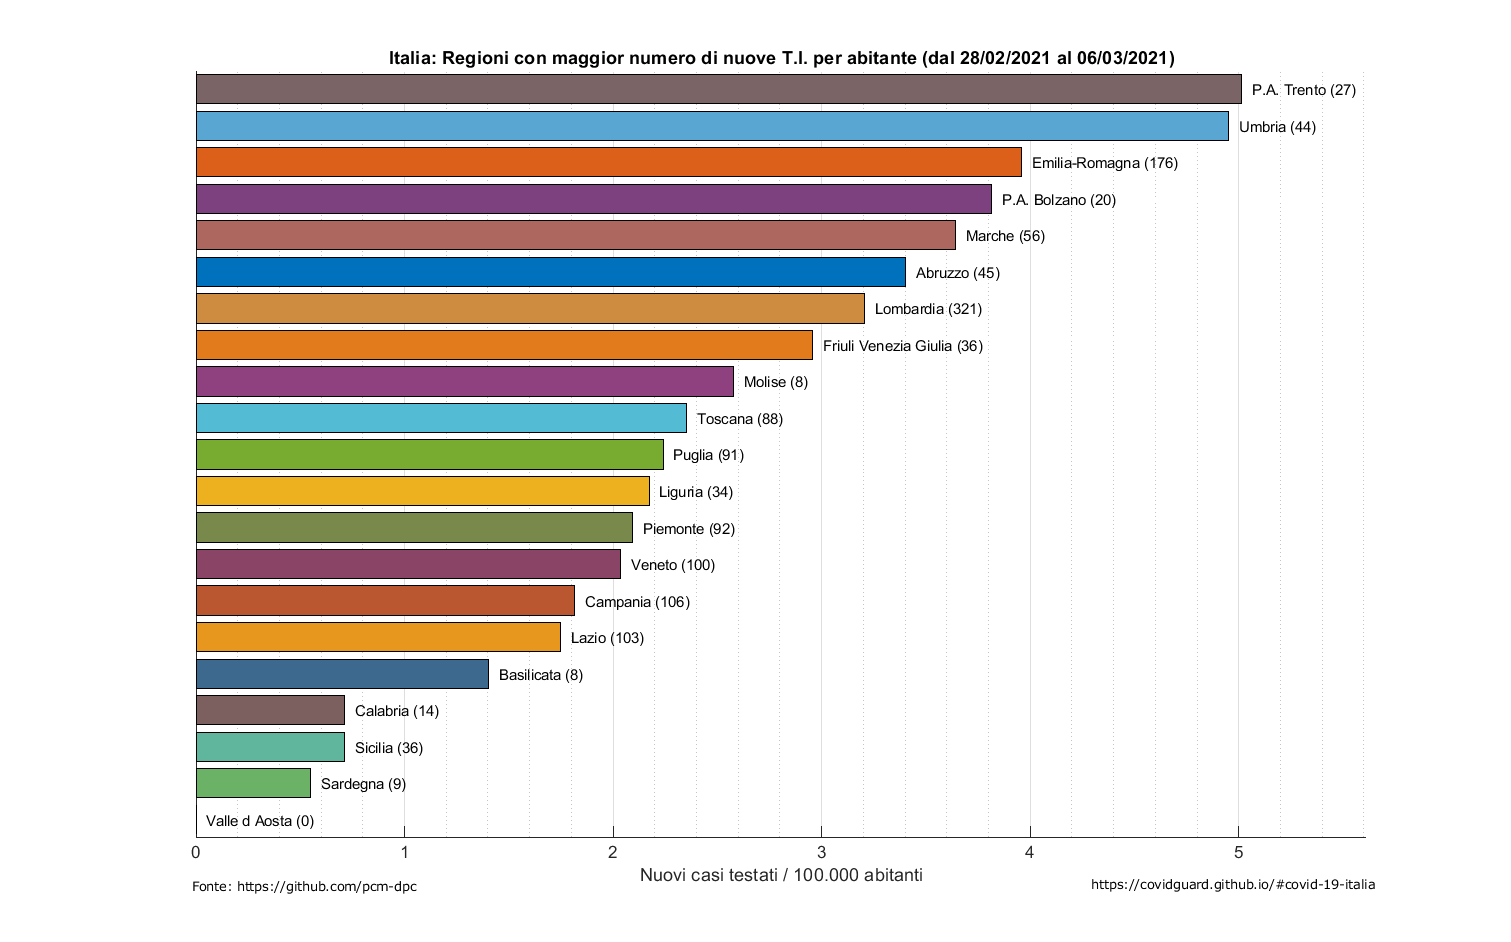 Italia: Regioni con maggior numero di nuove T.I. per abitante (dal 28/02/2021 al 06/03/2021)
P.A. Trento (27)
Umbria (44)
Emilia-Romagna (176)
P.A. Bolzano (20)
Marche (56)
Abruzzo (45)
Lombardia (321)
Friuli Venezia Giulia (36)
Molise (8)
Toscana (88)
Puglia (91)
Liguria (34)
Piemonte (92)
Veneto (100)
Campania (106)
Lazio (103)
Basilicata (8)
Calabria (14)
Sicilia (36)
Sardegna (9)
Valle d Aosta (0)
0 1 2 3 4 5
Nuovi casi testati / 100.000 abitanti
Fonte: https://github.com/pcm-dpc
https://covidguard.github.io/#covid-19-italia